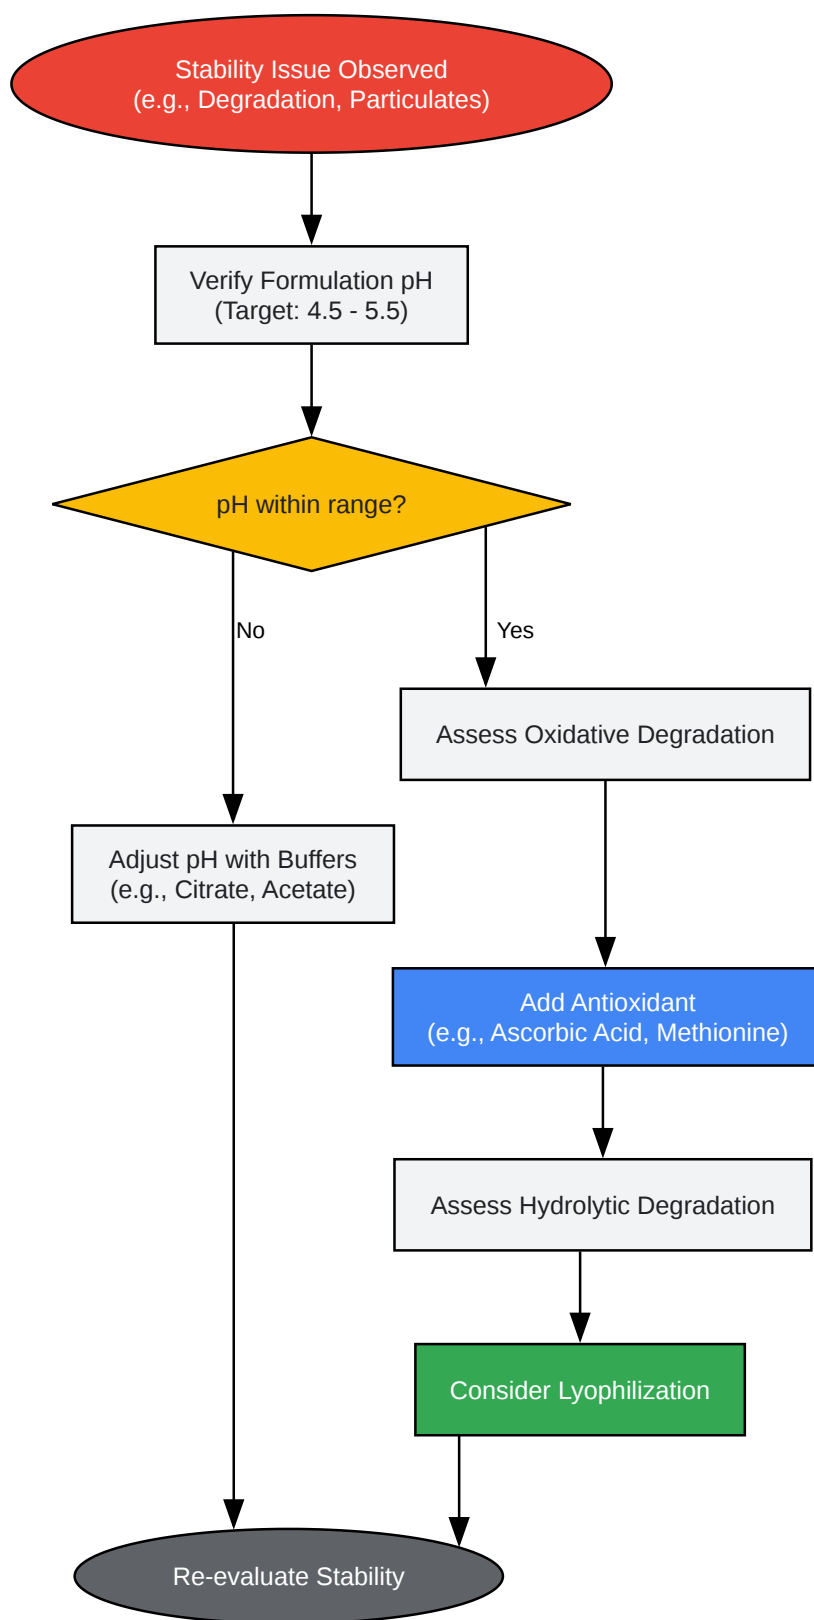 Stability Issue Observed
(e.g., Degradation, Particulates)
Verify Formulation pH
(Target: 4.5 - 5.5)
pH within range?
No
Yes
Assess Oxidative Degradation
Adjust pH with Buffers
(e.g., Citrate, Acetate)
Add Antioxidant
(e.g., Ascorbic Acid, Methionine)
Assess Hydrolytic Degradation
Consider Lyophilization
Re-evaluate Stability